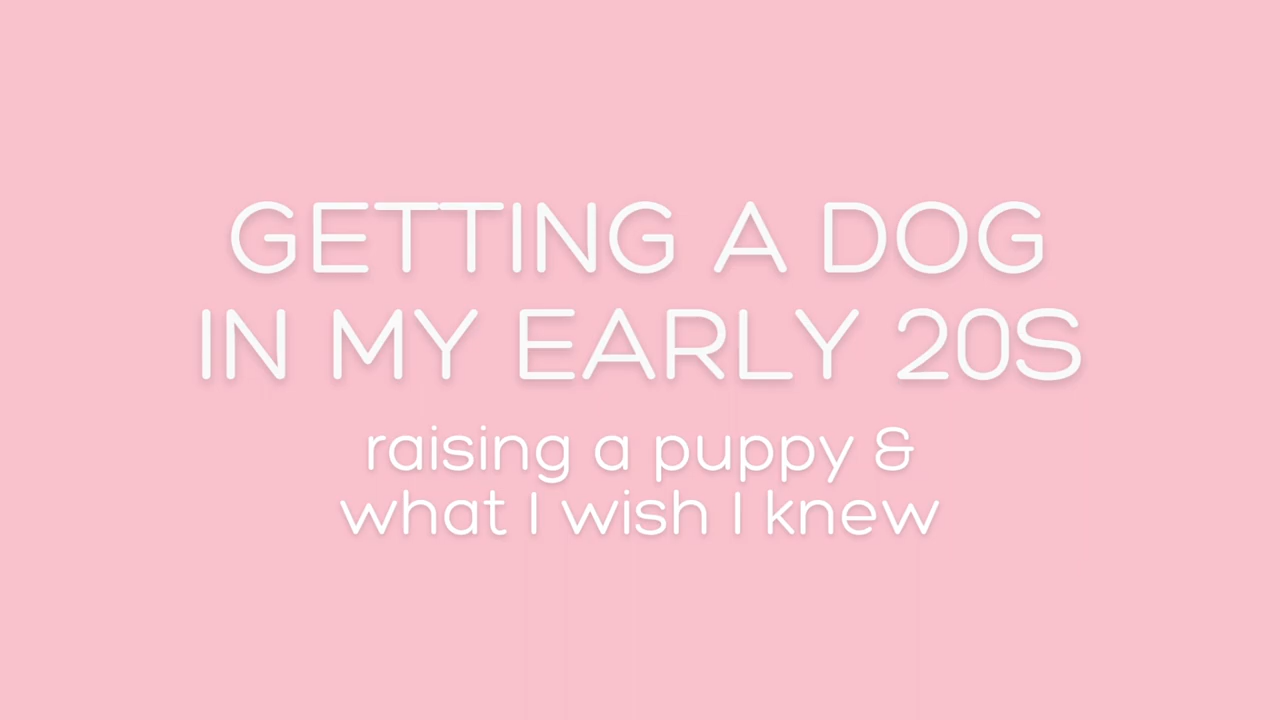 GETTING A DOG
IN MY EARLY 20S
raising a puppy &
what I wish I knew